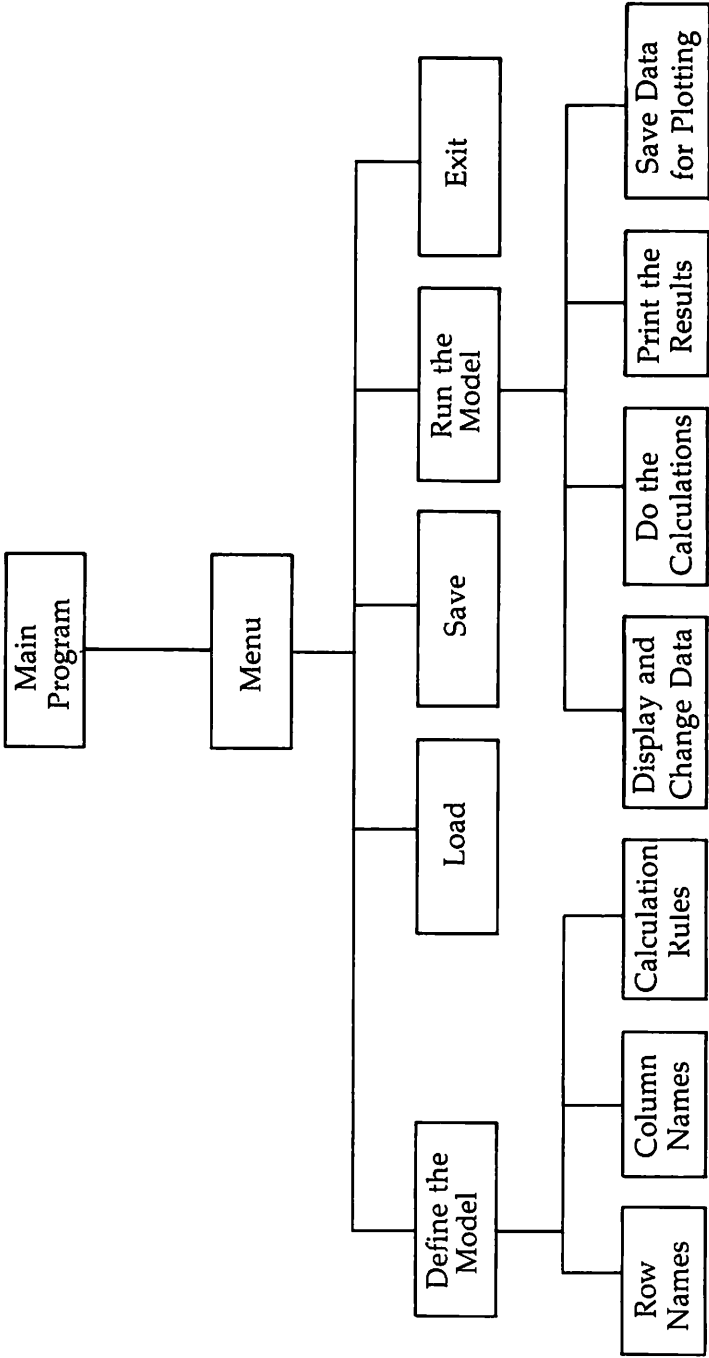 Main
Program
Menu
Define the
Model
Load
Save
Run the
Model
Exit
Row
Names
Column
Names
Calculation
Rules
Display and
Change Data
Do the
Calculations
Print the
Results
Save Data
for Plotting